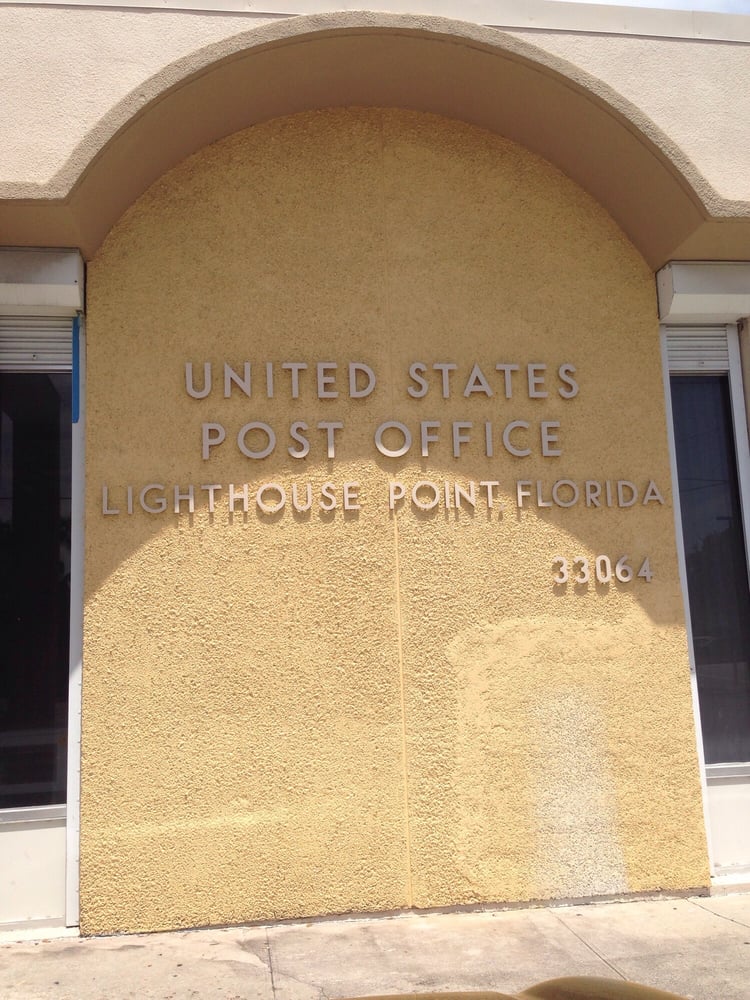 UNITED STATES
POST OFFICE
LIGHTHOUSE POINT, FLORIDA
33064